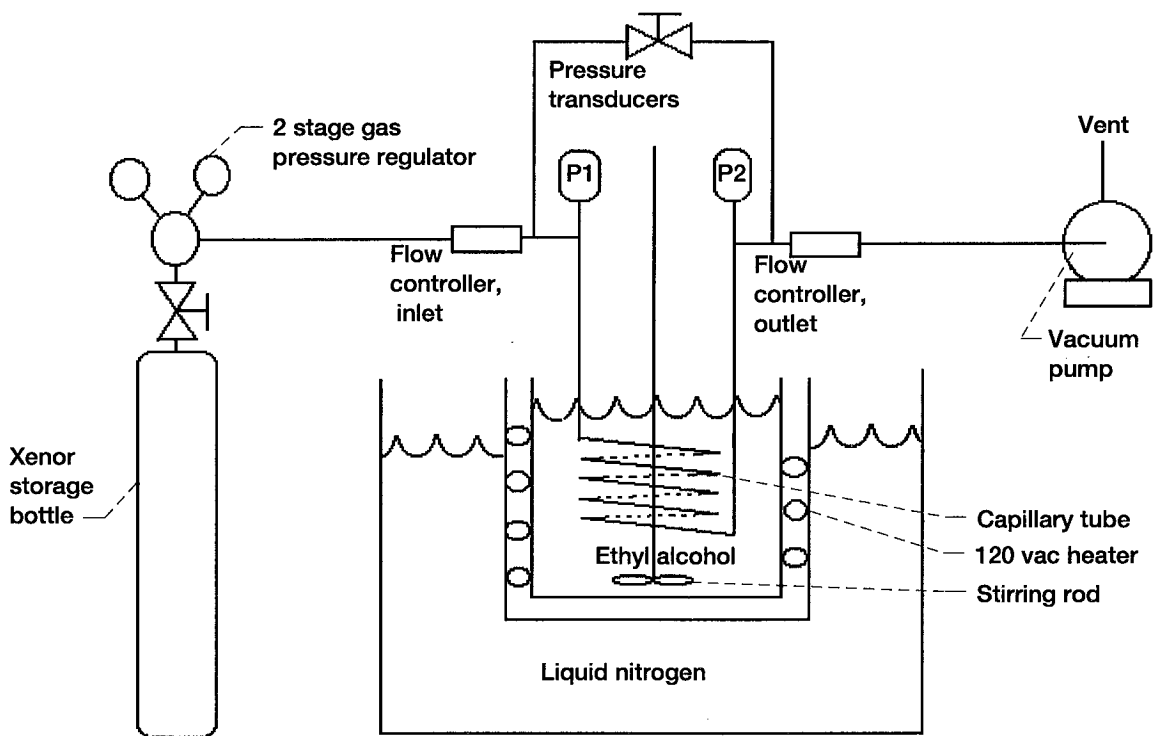 Pressure
transducers
2 stage gas
pressure regulator
Vent
P1
P2
Flow
controller,
inlet
Flow
controller,
outlet
Vacuum
pump
Xenor
storage
bottle
Capillary tube
Ethyl alcohol
120 vac heater
Stirring rod
Liquid nitrogen